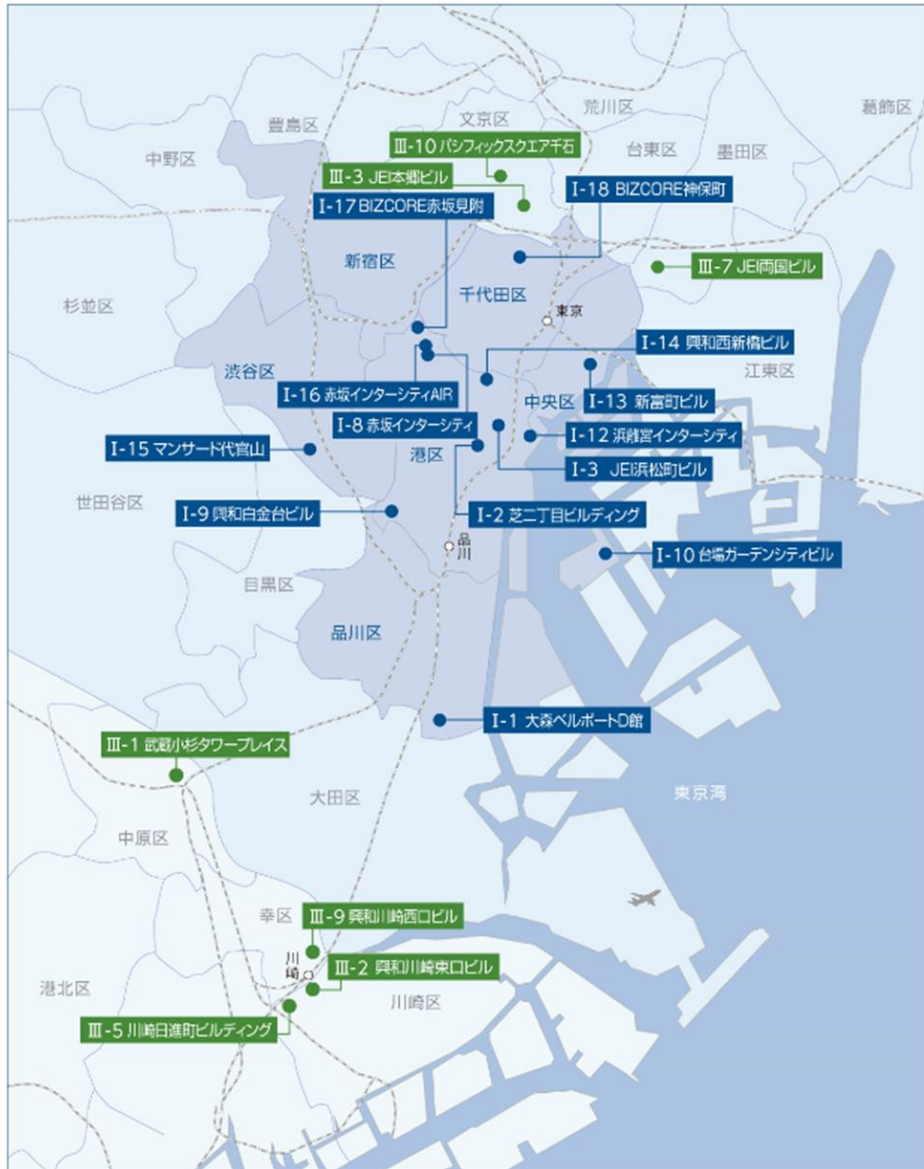 荒川区
葛飾区
豊島区
文京区
台東区
墨田区
中野区
Ⅲ-10 パシフィックスクエア千石
Ⅲ-3 JEI本郷ビル
Ⅰ-18 BIZCORE神保町
Ⅰ-17 BIZCORE赤坂見附
新宿区
Ⅲ-7 JEI両国ビル
千代田区
杉並区
東京
Ⅰ-14 興和西新橋ビル
渋谷区
江東区
Ⅰ-16 赤坂インターシティAIR
中央区
Ⅰ-13 新富町ビル
Ⅰ-8 赤坂インターシティ
Ⅰ-12 浜離宮インターシティ
Ⅰ-15 マンサード代官山
港区
Ⅰ-3 JEI浜松町ビル
世田谷区
Ⅰ-9 興和白金台ビル
Ⅰ-2 芝二丁目ビルディング
品川
Ⅰ-10 台場ガーデンシティビル
目黒区
品川区
Ⅰ-1 大森ベルポートD館
Ⅲ-1 武蔵小杉タワープレイス
大田区
東京湾
中原区
幸区
Ⅲ-9 興和川崎西口ビル
川崎
Ⅲ-2 興和川崎東口ビル
港北区
川崎区
Ⅲ-5 川崎日進町ビルディング